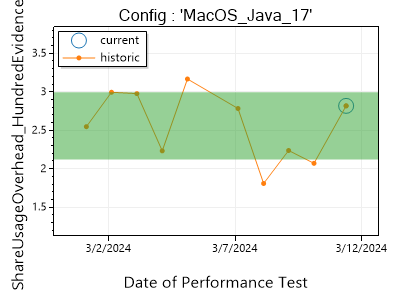 Config : 'MacOS_Java_17'
ShareUsageOverhead_HundredEvidence
current
historic
3.5
3
2.5
2
1.5
3/2/2024
3/7/2024
3/12/2024
Date of Performance Test